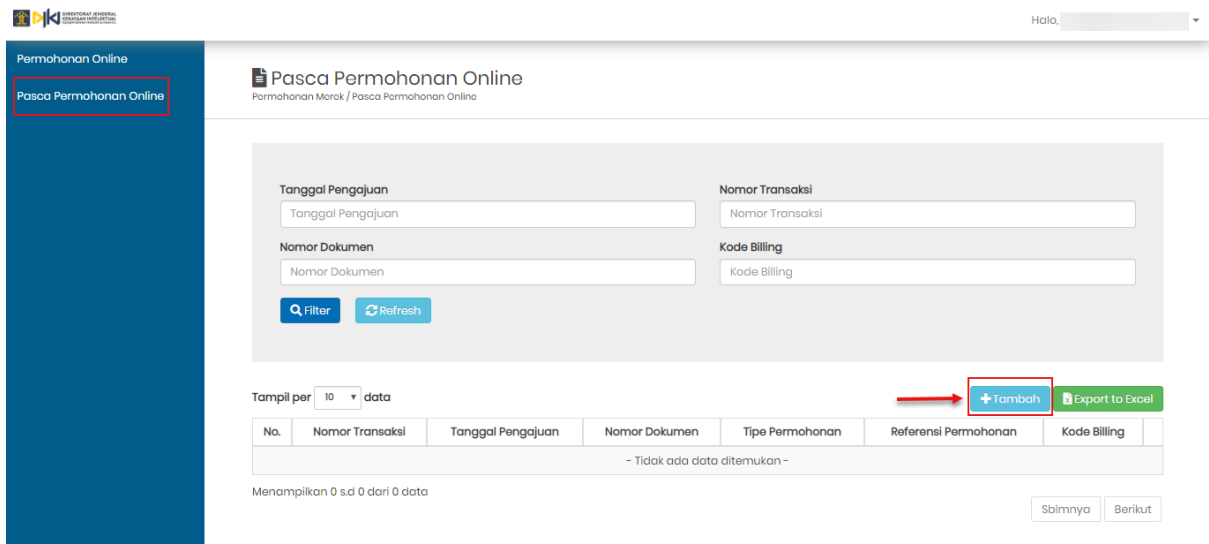 DIREKTORAT JENDERAL
KEKAYAAN INTELEKTUAL
Halo,
Permohonan Online
Pasca Permohonan Online
Pasca Permohonan Online
Permohonan Merek / Pasca Permohonan Online
Tanggal Pengajuan
Nomor Transaksi
Tanggal Pengajuan
Nomor Transaksi
Nomor Dokumen
Kode Billing
Nomor Dokumen
Kode Billing
Filter
Refresh
Tampil per 10 data
Tambah
Export to Excel
No. Nomor Transaksi Tanggal Pengajuan Nomor Dokumen Tipe Permohonan Referensi Permohonan Kode Billing
- Tidak ada data ditemukan -
Menampilkan 0 s.d 0 dari 0 data
Sblmnya Berikut